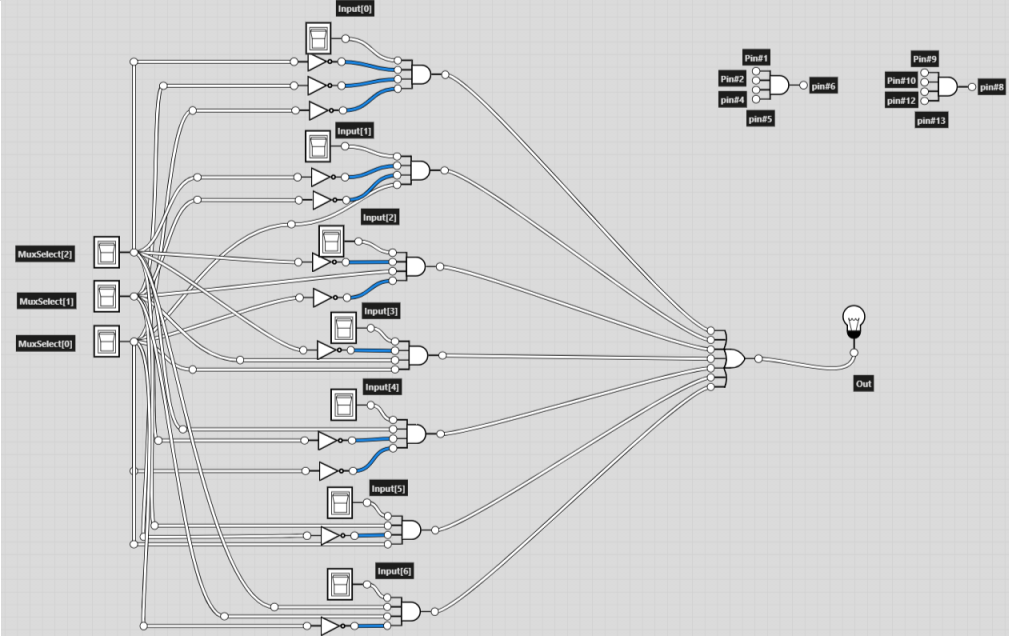 Input[0]
Input[1]
Input[2]
Input[3]
Input[4]
Input[5]
Input[6]
MuxSelect[2]
MuxSelect[1]
MuxSelect[0]
Out
Pin#1
Pin#2
pin#4
pin#5
pin#6
Pin#9
Pin#10
pin#12
pin#13
pin#8